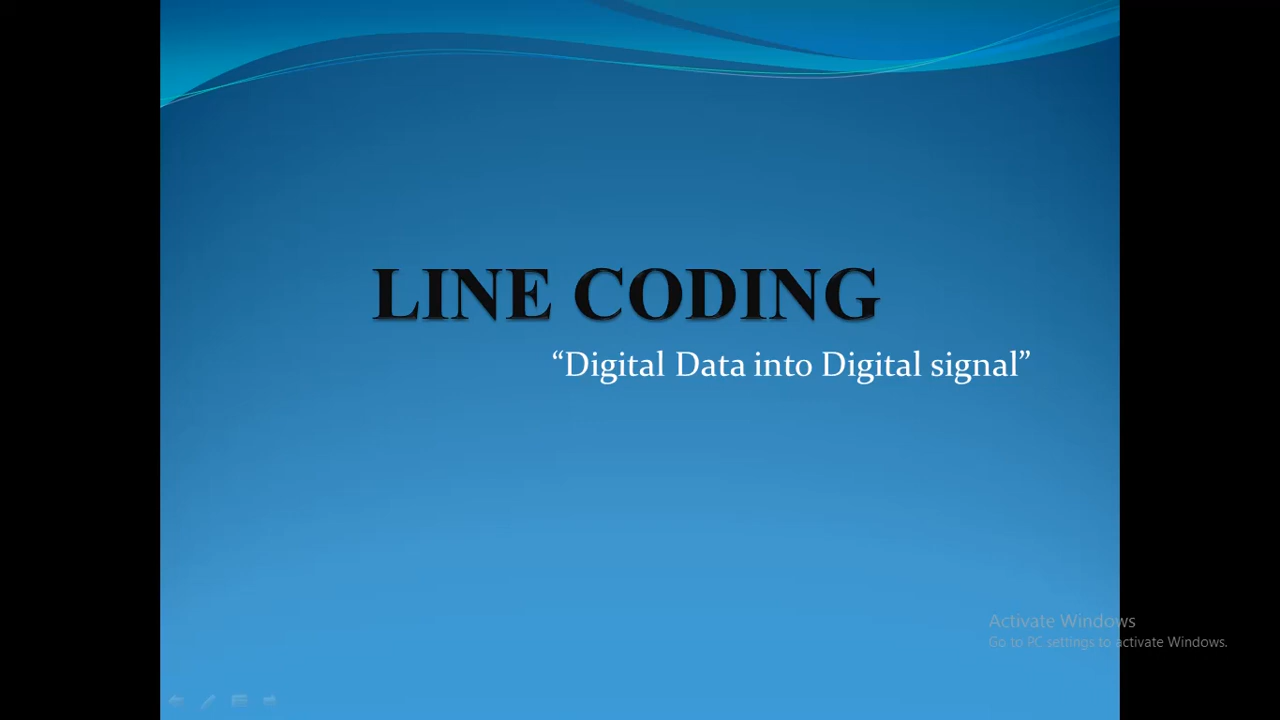 LINE CODING
“Digital Data into Digital signal”
Activate Windows
Go to PC settings to activate Windows.